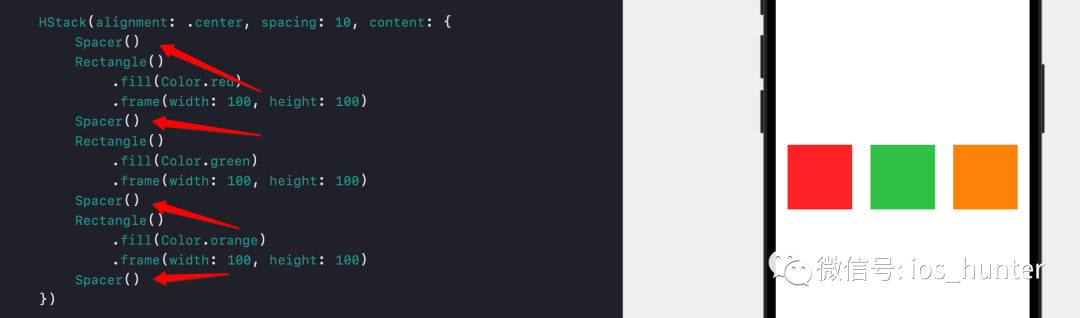 HStack(alignment: .center, spacing: 10, content: {
    Spacer()
    Rectangle()
        .fill(Color.red)
        .frame(width: 100, height: 100)
    Spacer()
    Rectangle()
        .fill(Color.green)
        .frame(width: 100, height: 100)
    Spacer()
    Rectangle()
        .fill(Color.orange)
        .frame(width: 100, height: 100)
    Spacer()
})
微信号: ios_hunter